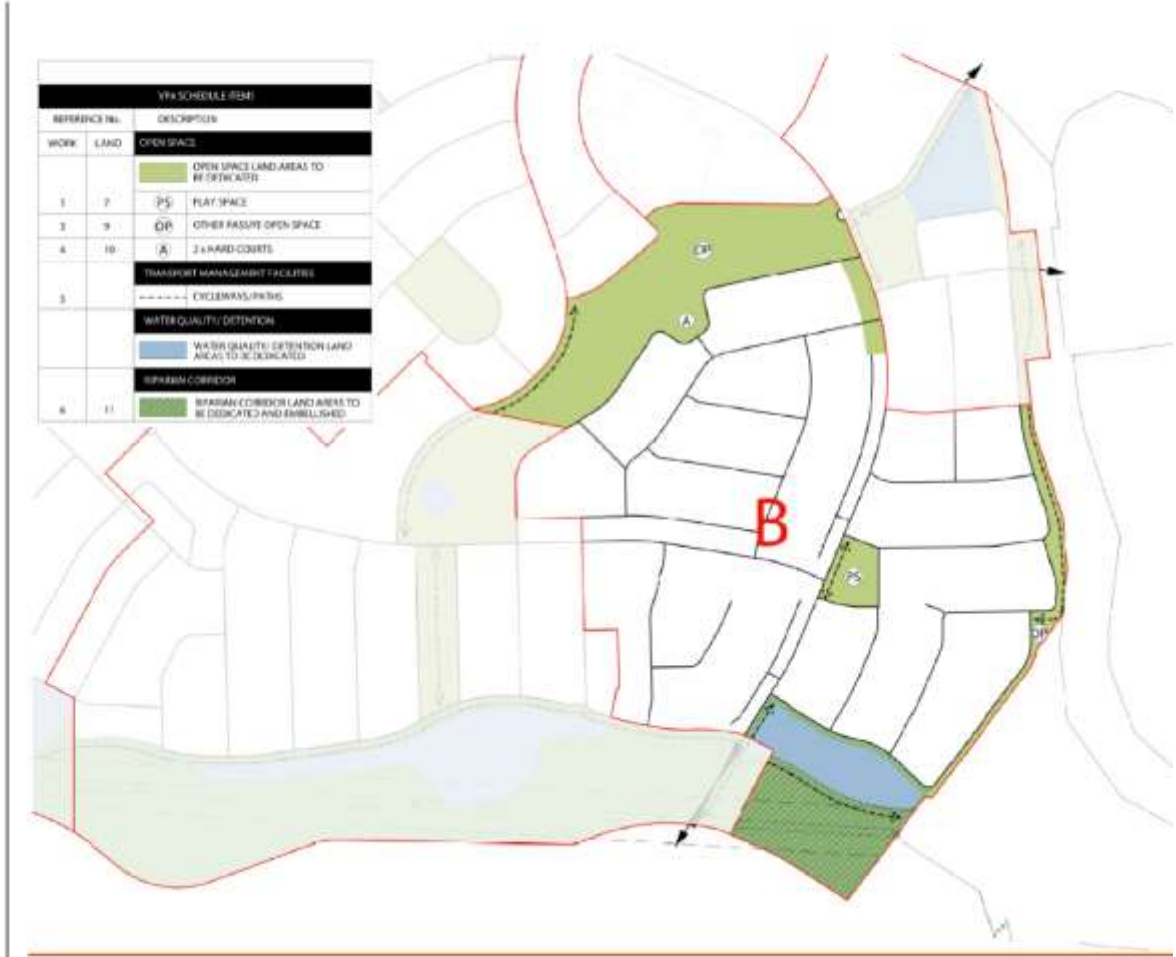 VPA SCHEDULE ITEM
REFERENCE No. DESCRIPTION
WORK LAND OPEN SPACE
OPEN SPACE LAND AREAS TO
BE DEDICATED
1 7 PS PLAY SPACE
3 9 OP OTHER PASSIVE OPEN SPACE
4 10 A 2 x HARD COURTS
TRANSPORT MANAGEMENT FACILITIES
5 CYCLEWAYS/PATHS
WATER QUALITY/ DETENTION
WATER QUALITY/ DETENTION LAND
AREAS TO BE DEDICATED
RIPARIAN CORRIDOR
6 11 RIPARIAN CORRIDOR LAND AREAS TO
BE DEDICATED AND EMBELLISHED
OP
A
B
PS
OP